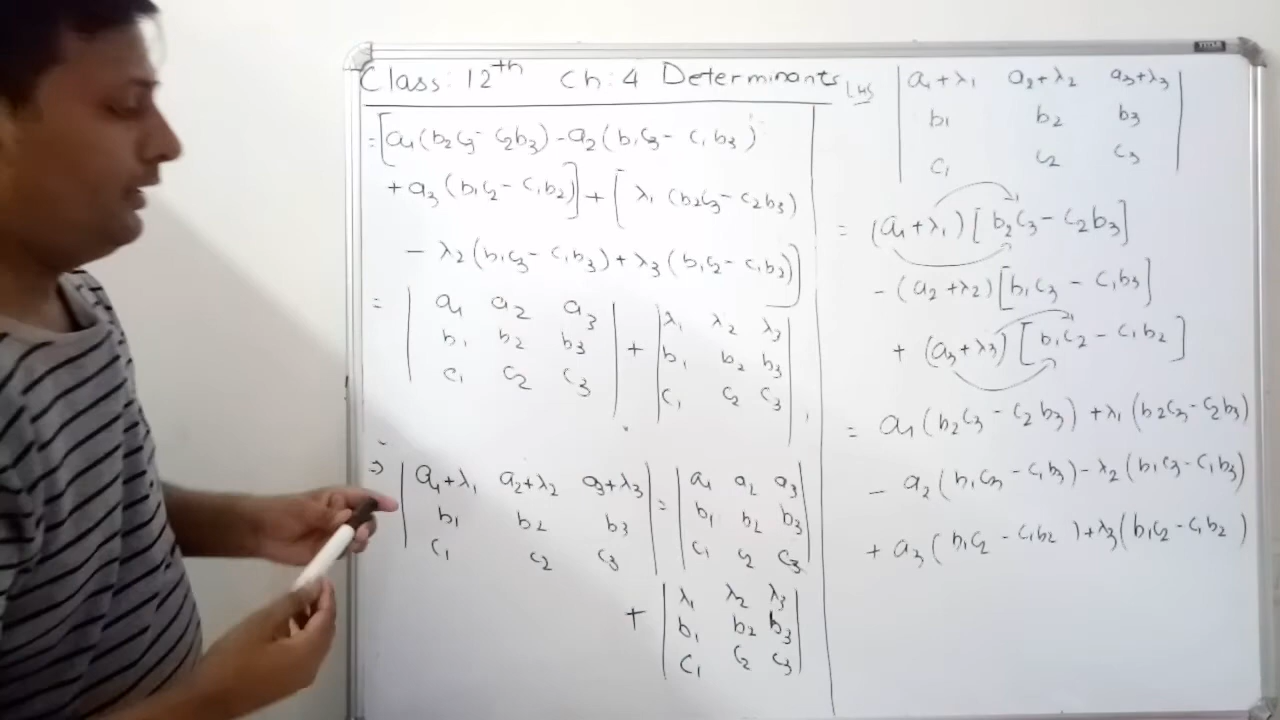 TITLE
Class: 12th Ch: 4 Determinants
LHS | a₁+λ₁ a₂+λ₂ a₃+λ₃ |
| b₁ b₂ b₃ |
| c₁ c₂ c₃ |
= (a₁+λ₁)[b₂c₃ - c₂b₃]
- (a₂+λ₂)[b₁c₃ - c₁b₃]
+ (a₃+λ₃)[b₁c₂ - c₁b₂]
= a₁(b₂c₃ - c₂b₃) + λ₁(b₂c₃ - c₂b₃)
- a₂(b₁c₃ - c₁b₃) - λ₂(b₁c₃ - c₁b₃)
+ a₃(b₁c₂ - c₁b₂) + λ₃(b₁c₂ - c₁b₂)
= [a₁(b₂c₃ - c₂b₃) - a₂(b₁c₃ - c₁b₃)
+ a₃(b₁c₂ - c₁b₂)] + [λ₁(b₂c₃ - c₂b₃)
- λ₂(b₁c₃ - c₁b₃) + λ₃(b₁c₂ - c₁b₂)]
= | a₁ a₂ a₃ | + | λ₁ λ₂ λ₃ |
| b₁ b₂ b₃ | | b₁ b₂ b₃ |
| c₁ c₂ c₃ | | c₁ c₂ c₃ |
⇒ | a₁+λ₁ a₂+λ₂ a₃+λ₃ | = | a₁ a₂ a₃ |
| b₁ b₂ b₃ | | b₁ b₂ b₃ |
| c₁ c₂ c₃ | | c₁ c₂ c₃ |
+ | λ₁ λ₂ λ₃ |
| b₁ b₂ b₃ |
| c₁ c₂ c₃ |